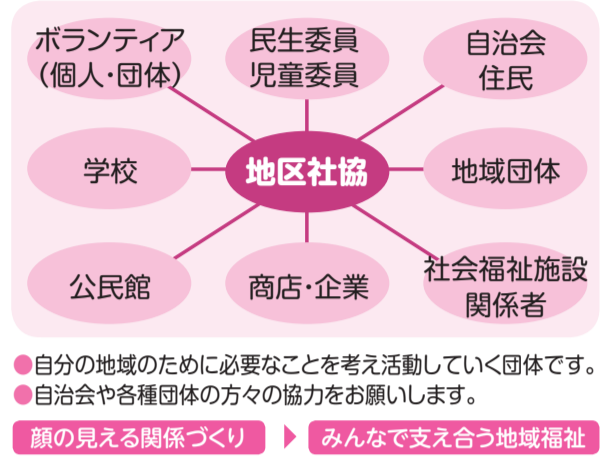 ボランティア
（個人・団体）
民生委員
児童委員
自治会
住民
学校
地区社協
地域団体
公民館
商店・企業
社会福祉施設
関係者
●自分の地域のために必要なことを考え活動していく団体です。
●自治会や各種団体の方々の協力をお願いします。
顔の見える関係づくり
みんなで支え合う地域福祉